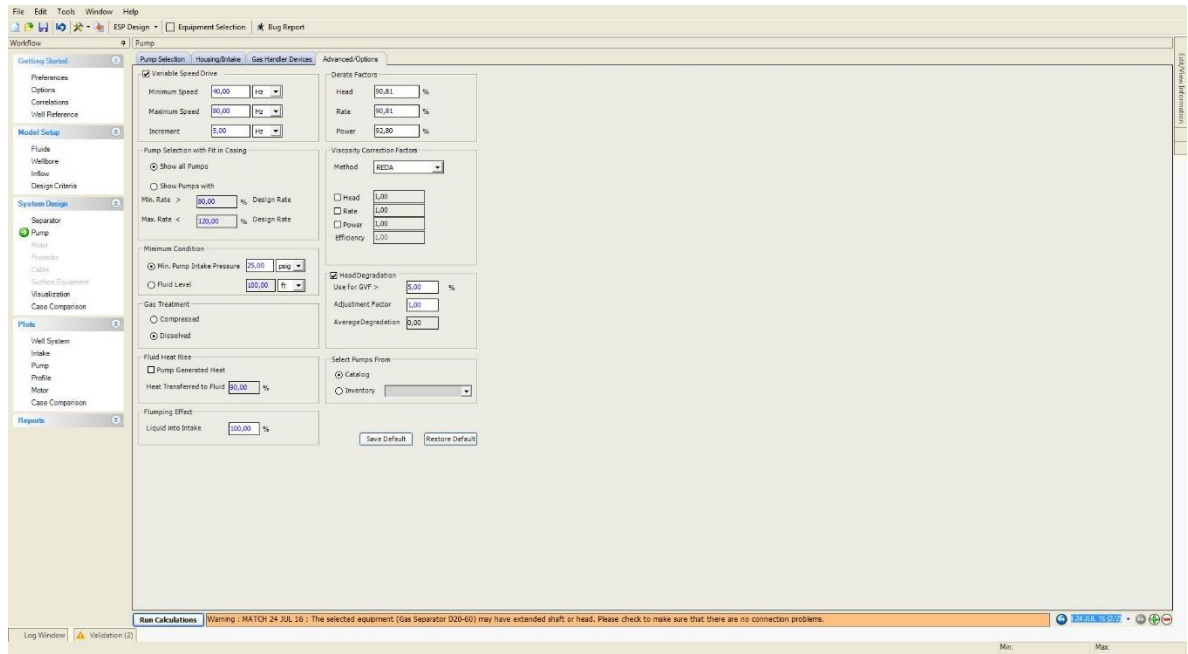 File Edit Tools Window Help
ESP Design Equipment Selection Bug Report
Workflow
Pump
Getting Started
Preferences
Options
Correlations
Well Reference
Model Setup
Fluids
Wellbore
Inflow
Design Criteria
System Design
Separator
Pump
Motor
Protector
Cable
Surface Equipment
Visualization
Case Comparison
Plots
Well System
Intake
Pump
Profile
Motor
Case Comparison
Reports
Pump Selection Housing/Intake Gas Handler Devices Advanced/Options
Variable Speed Drive
Minimum Speed 40,00 Hz
Maximum Speed 80,00 Hz
Increment 5,00 Hz
Pump Selection with Fit in Casing
Show all Pumps
Show Pumps with
Min. Rate > 80,00 % Design Rate
Max. Rate < 120,00 % Design Rate
Minimum Condition
Min. Pump Intake Pressure 25,00 psig
Fluid Level 100,00 ft
Gas Treatment
Compressed
Dissolved
Fluid Heat Rise
Pump Generated Heat
Heat Transferred to Fluid 90,00 %
Flumping Effect
Liquid into Intake 100,00 %
Derate Factors
Head 90,81 %
Rate 90,81 %
Power 92,80 %
Viscosity Correction Factors
Method REDA
Head 1,00
Rate 1,00
Power 1,00
Efficiency 1,00
HeadDegradation
Use for GVF > 5,00 %
Adjustment Factor 1,00
AverageDegradation 0,00
Select Pumps From
Catalog
Inventory
Save Default Restore Default
Edit/View Information
Run Calculations Warning : MATCH 24 JUL 16 : The selected equipment (Gas Separator D20-60) may have extended shaft or head. Please check to make sure that there are no connection problems.
24 JUL 16 (2/2)
Log Window Validation (2)
Min: Max: